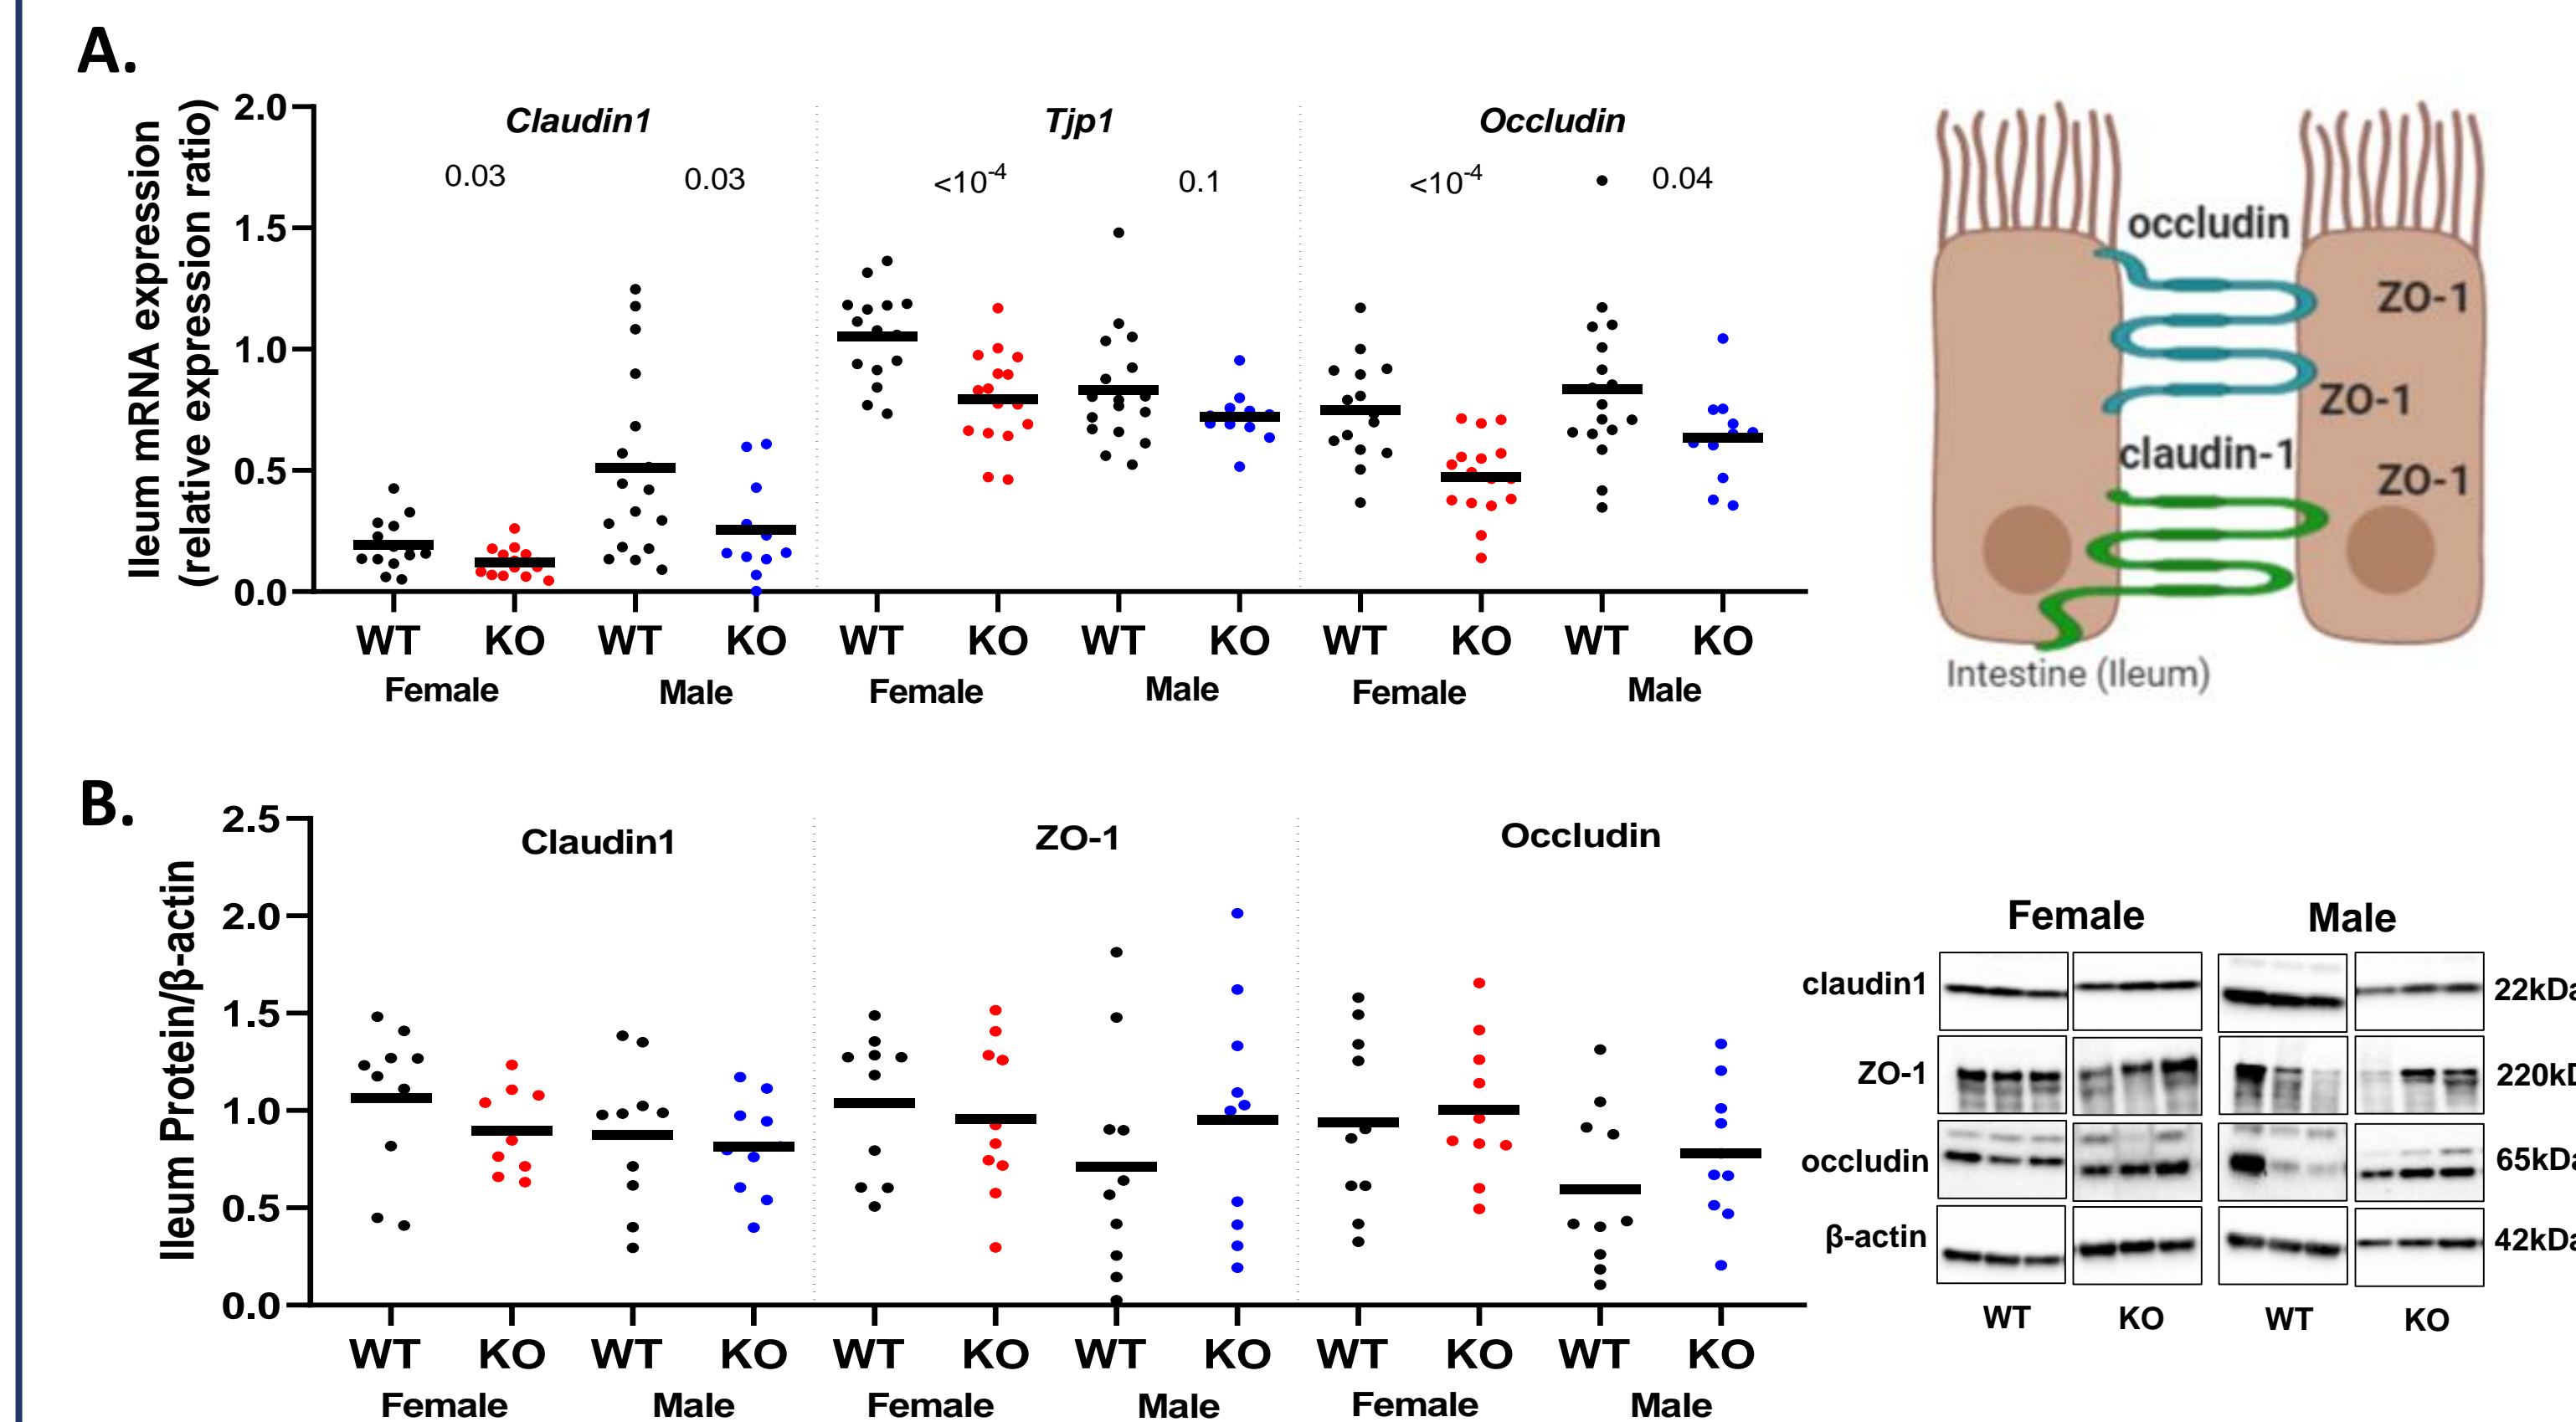 A.
Ileum mRNA expression
(relative expression ratio)
2.0
1.5
1.0
0.5
0.0
Claudin1 Tjp1 Occludin
0.03 0.03 <10-4 0.1 <10-4 0.04
WT KO WT KO WT KO WT KO WT KO WT KO
Female Male Female Male Female Male
occludin
ZO-1
ZO-1
claudin-1
ZO-1
Intestine (Ileum)
B.
Ileum Protein/β-actin
2.5
2.0
1.5
1.0
0.5
0.0
Claudin1 ZO-1 Occludin
WT KO WT KO WT KO WT KO WT KO WT KO
Female Male Female Male Female Male
Female Male
claudin1 22kDa
ZO-1 220k
occludin 65kDa
β-actin 42kDa
WT KO WT KO